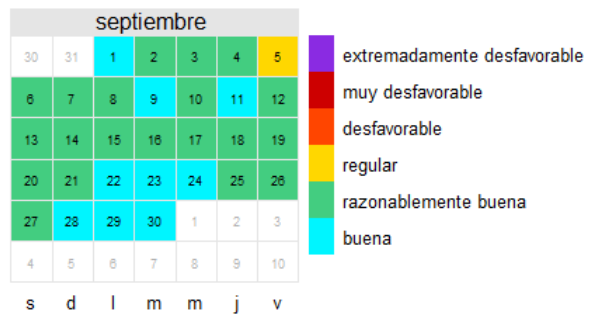 septiembre
30 31 1 2 3 4 5
6 7 8 9 10 11 12
13 14 15 16 17 18 19
20 21 22 23 24 25 26
27 28 29 30 1 2 3
4 5 6 7 8 9 10
s d l m m j v
extremadamente desfavorable
muy desfavorable
desfavorable
regular
razonablemente buena
buena